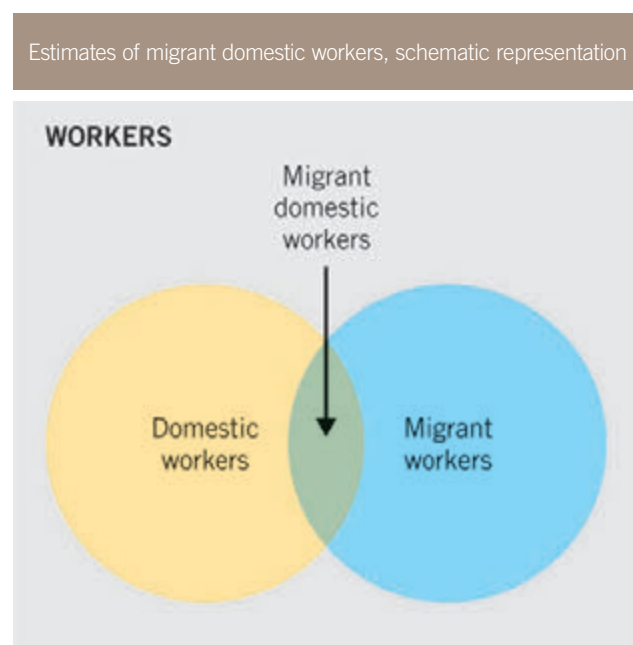 Estimates of migrant domestic workers, schematic representation
WORKERS
Migrant
domestic
workers
Domestic
workers
Migrant
workers